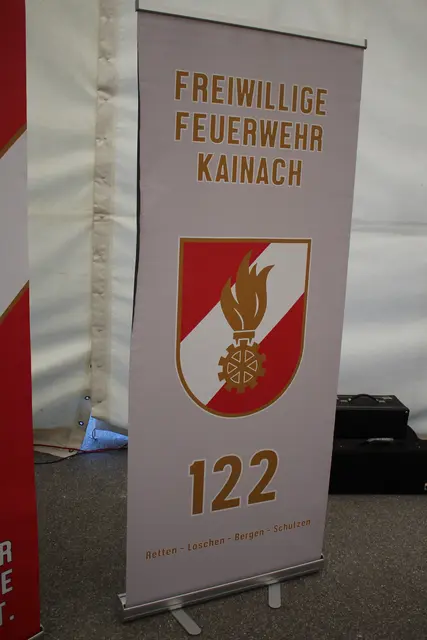 FREIWILLIGE
FEUERWEHR
KAINACH
122
Retten - Löschen - Bergen - Schützen
R
E
T.